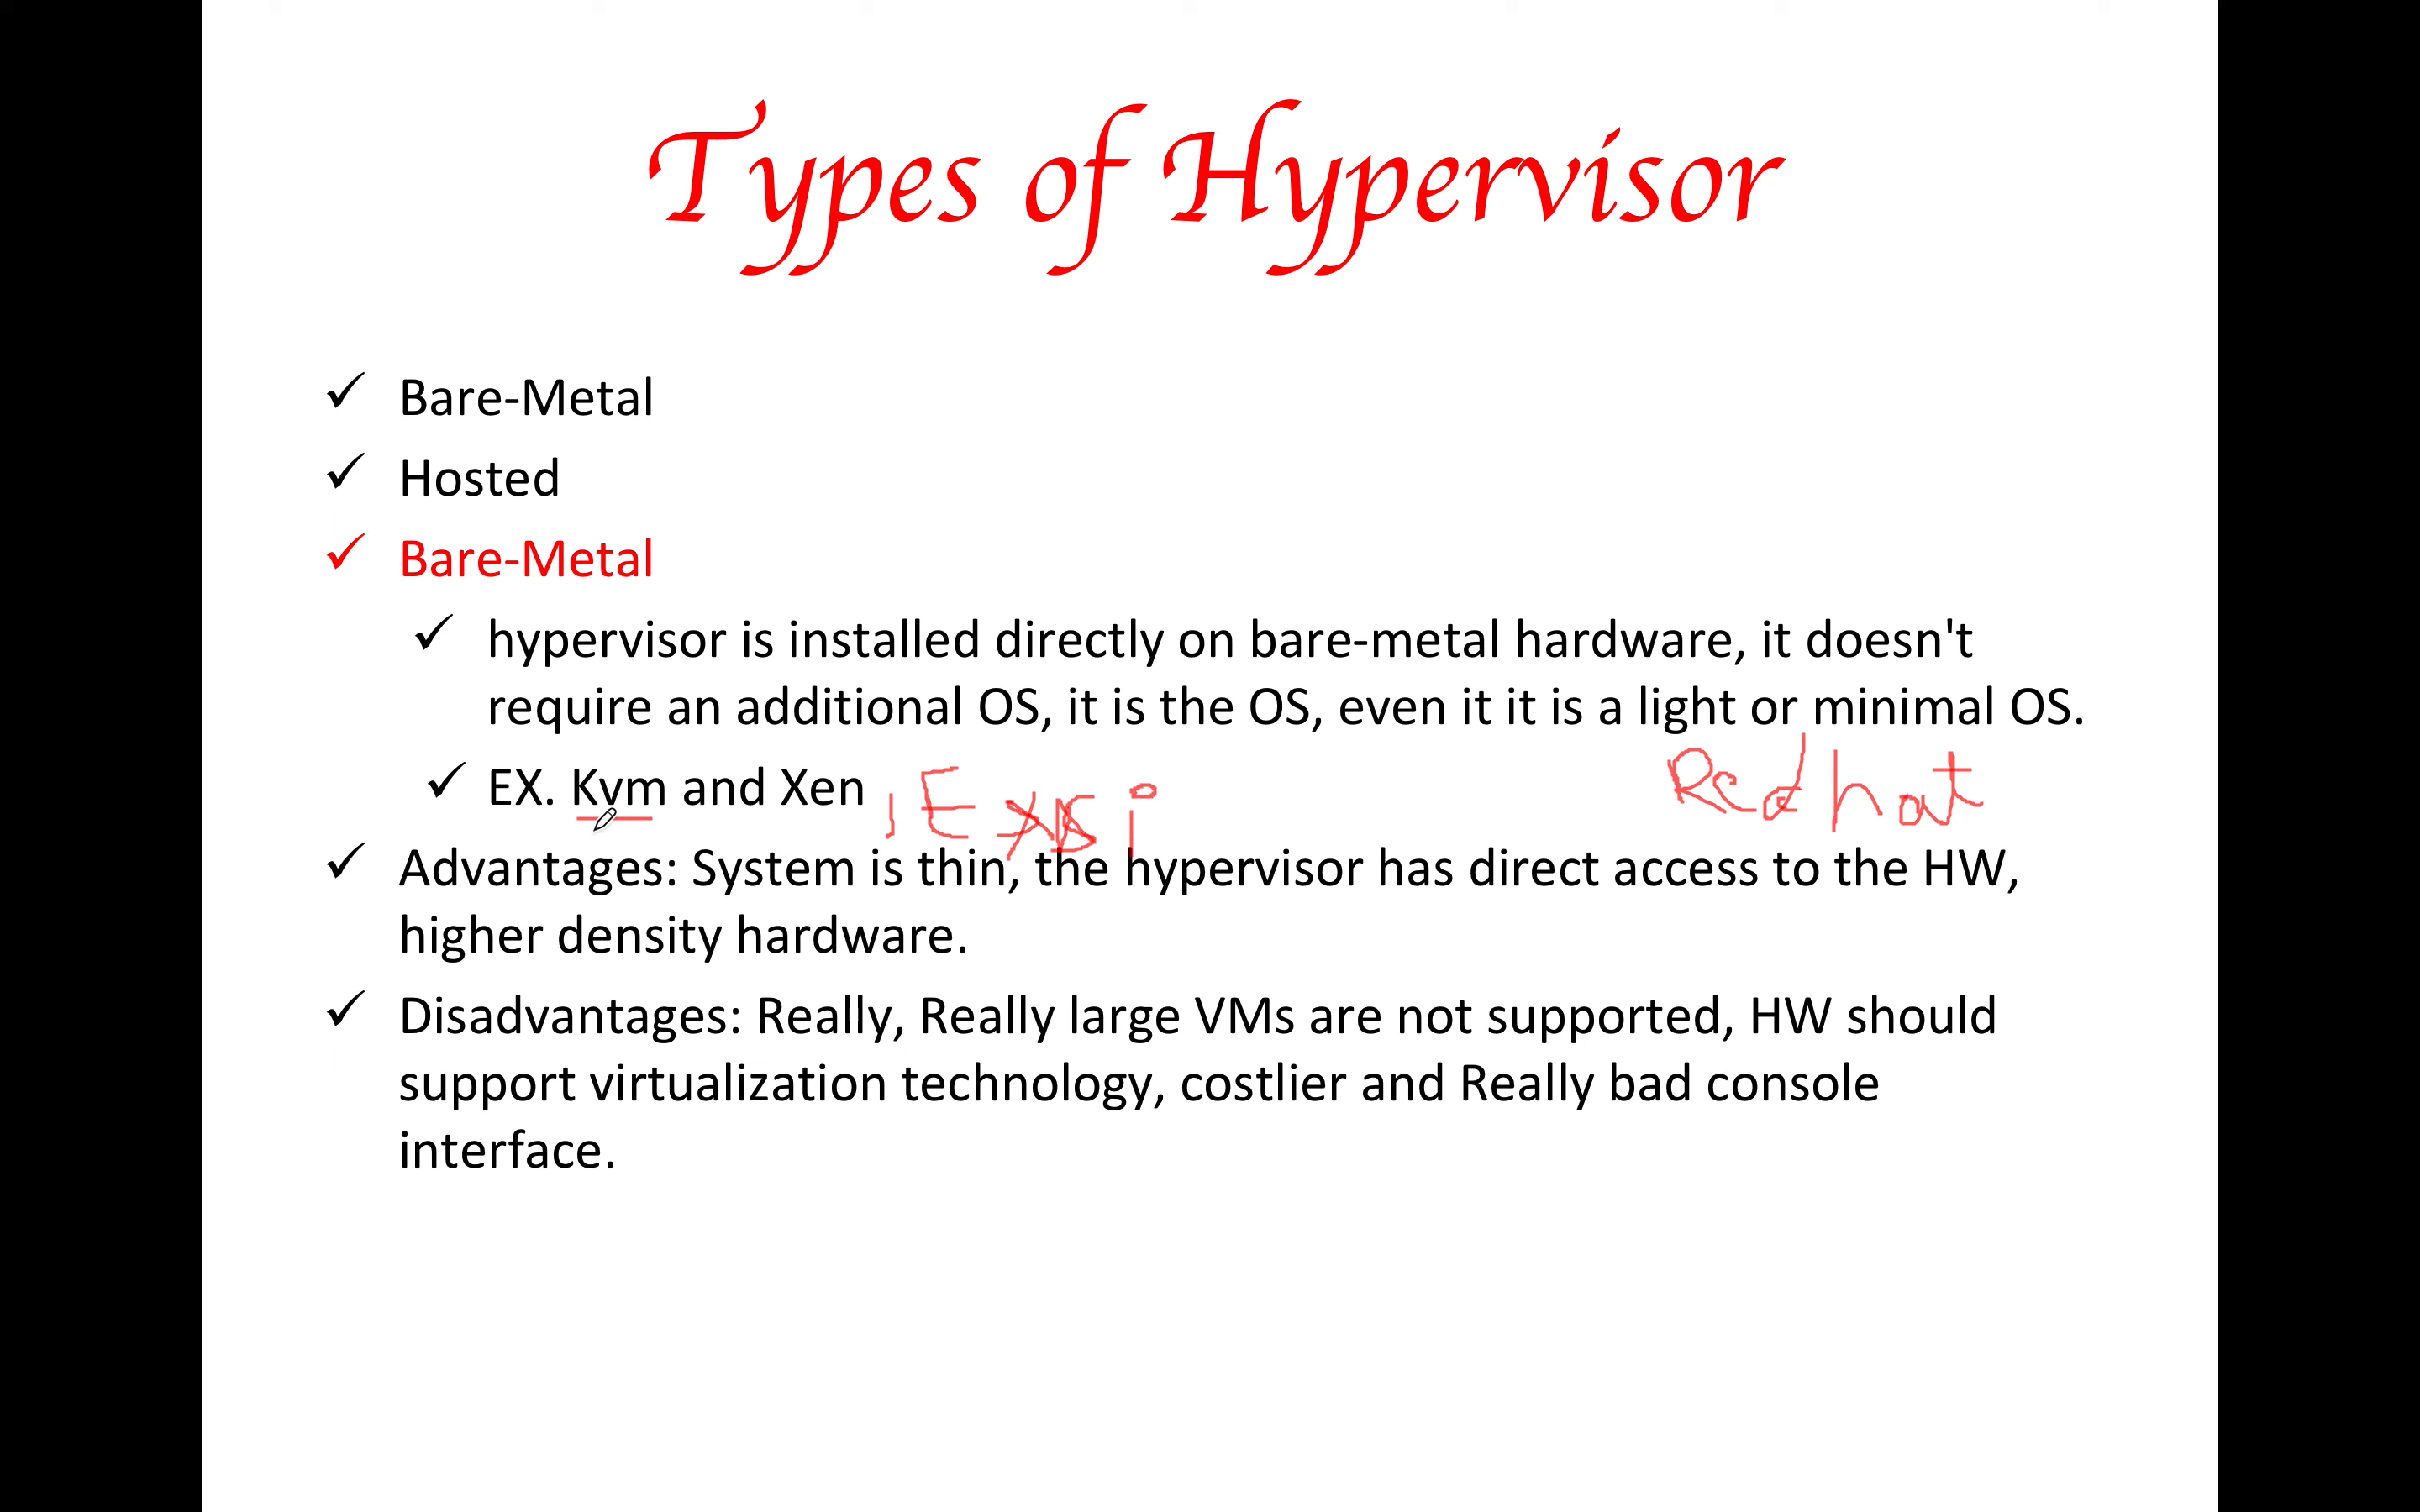 Types of Hypervisor
Bare-Metal
Hosted
Bare-Metal
hypervisor is installed directly on bare-metal hardware, it doesn't
require an additional OS, it is the OS, even it it is a light or minimal OS.
EX. Kvm and Xen
Redhat
Advantages: System is thin, the hypervisor has direct access to the HW,
higher density hardware.
Disadvantages: Really, Really large VMs are not supported, HW should
support virtualization technology, costlier and Really bad console
interface.